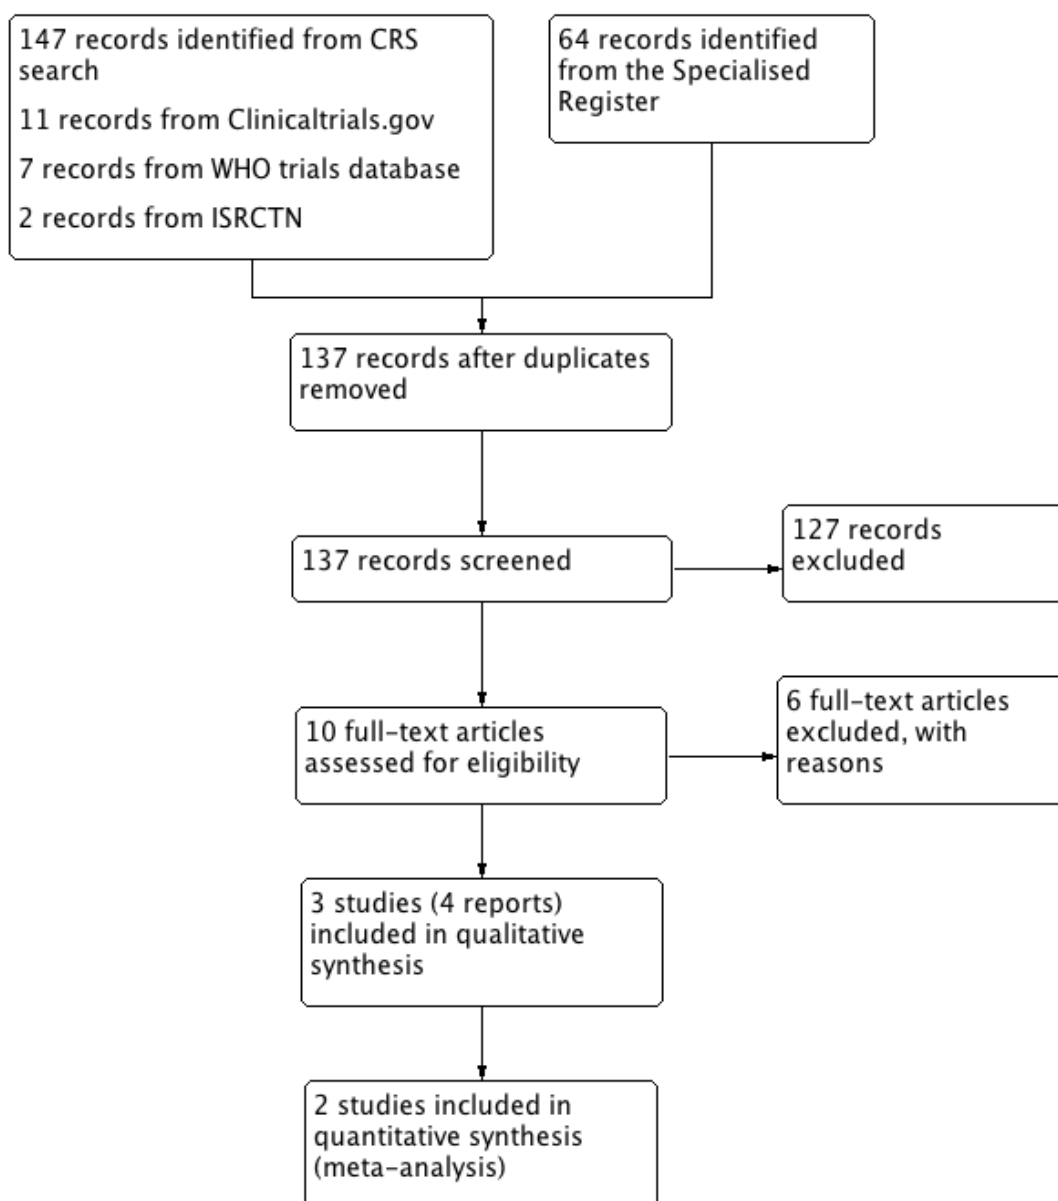 147 records identified from CRS
search
11 records from Clinicaltrials.gov
7 records from WHO trials database
2 records from ISRCTN
64 records identified
from the Specialised
Register
137 records after duplicates
removed
137 records screened
127 records
excluded
10 full-text articles
assessed for eligibility
6 full-text articles
excluded, with
reasons
3 studies (4 reports)
included in qualitative
synthesis
2 studies included in
quantitative synthesis
(meta-analysis)